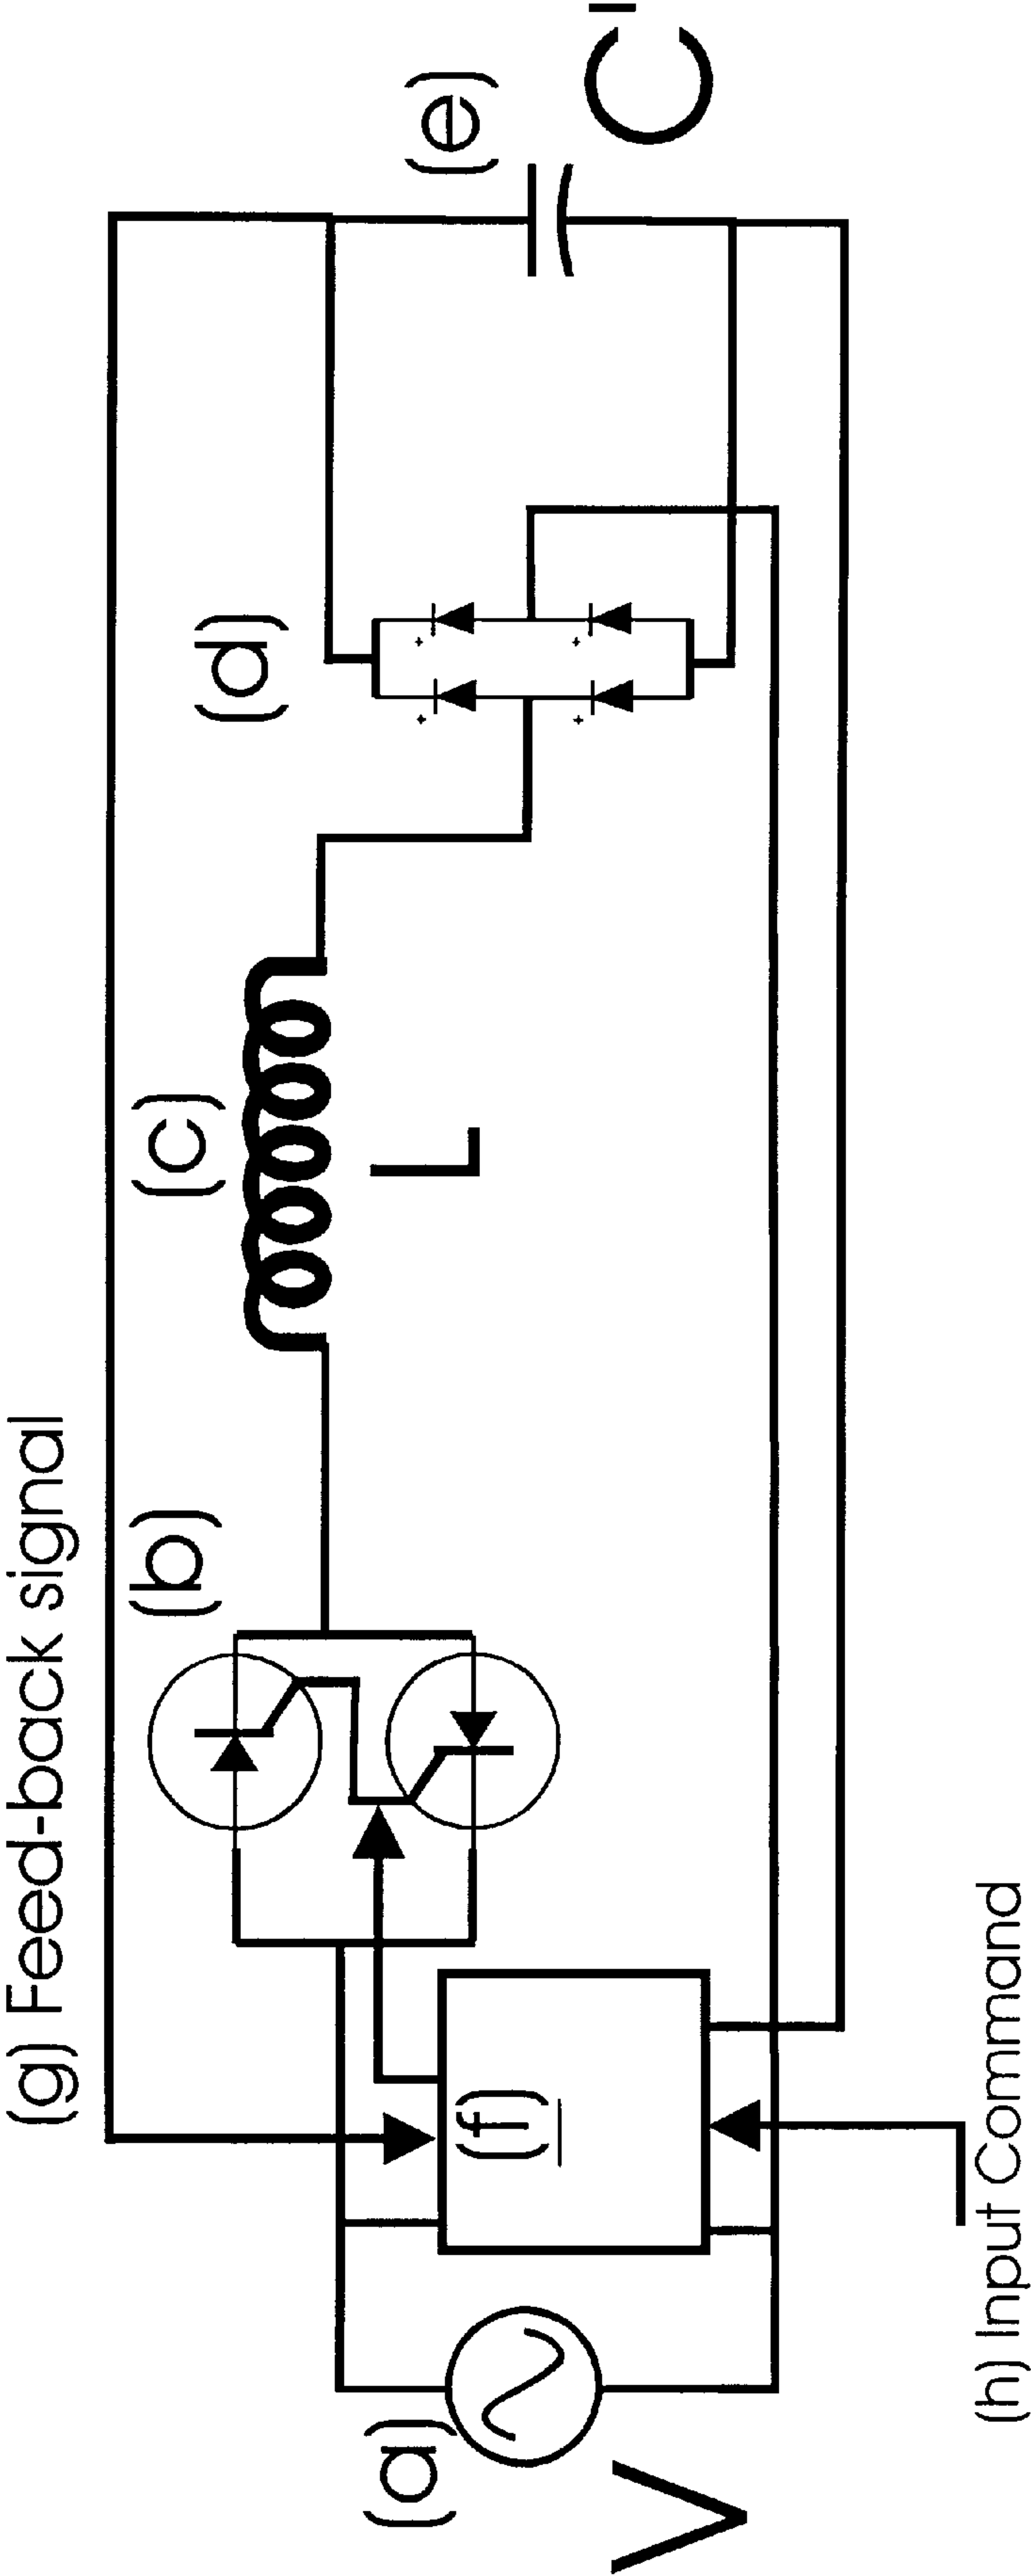 (g) Feed-back signal
(b)
(c)
(d)
(a)
(e)
V
L
C'
(f)
+
+
+
+
(h) Input Command